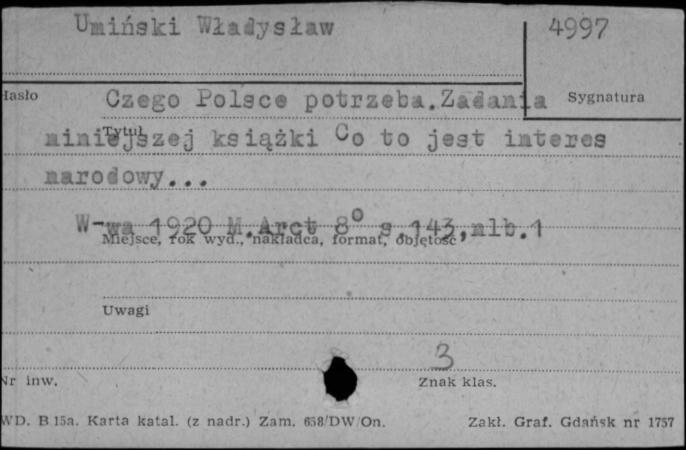 Umiński Władysław
4997
Hasło
Czego Polsce potrzeba.Zadania
Sygnatura
Tytuł
niniejszej książki Co to jest interes
narodowy...
W-wa 1920 M.Arct 8° s.143,nlb.1
Miejsce, rok wyd., nakładca, format, objętość
Uwagi
3
Nr inw.
Znak klas.
WD. B 15a. Karta katal. (z nadr.) Zam. 658/DW/On.
Zakł. Graf. Gdańsk nr 1757